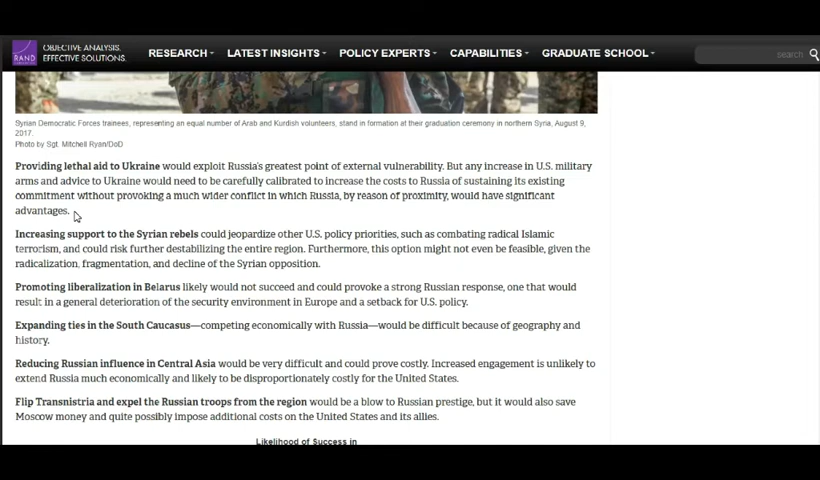 RAND
OBJECTIVE ANALYSIS.
EFFECTIVE SOLUTIONS.
RESEARCH
LATEST INSIGHTS
POLICY EXPERTS
CAPABILITIES
GRADUATE SCHOOL
search
Syrian Democratic Forces trainees, representing an equal number of Arab and Kurdish volunteers, stand in formation at their graduation ceremony in northern Syria, August 9,
2017.
Photo by Sgt. Mitchell Ryan/DoD
Providing lethal aid to Ukraine would exploit Russia's greatest point of external vulnerability. But any increase in U.S. military
arms and advice to Ukraine would need to be carefully calibrated to increase the costs to Russia of sustaining its existing
commitment without provoking a much wider conflict in which Russia, by reason of proximity, would have significant
advantages.
Increasing support to the Syrian rebels could jeopardize other U.S. policy priorities, such as combating radical Islamic
terrorism, and could risk further destabilizing the entire region. Furthermore, this option might not even be feasible, given the
radicalization, fragmentation, and decline of the Syrian opposition.
Promoting liberalization in Belarus likely would not succeed and could provoke a strong Russian response, one that would
result in a general deterioration of the security environment in Europe and a setback for U.S. policy.
Expanding ties in the South Caucasus—competing economically with Russia—would be difficult because of geography and
history.
Reducing Russian influence in Central Asia would be very difficult and could prove costly. Increased engagement is unlikely to
extend Russia much economically and likely to be disproportionately costly for the United States.
Flip Transnistria and expel the Russian troops from the region would be a blow to Russian prestige, but it would also save
Moscow money and quite possibly impose additional costs on the United States and its allies.
Likelihood of Success in